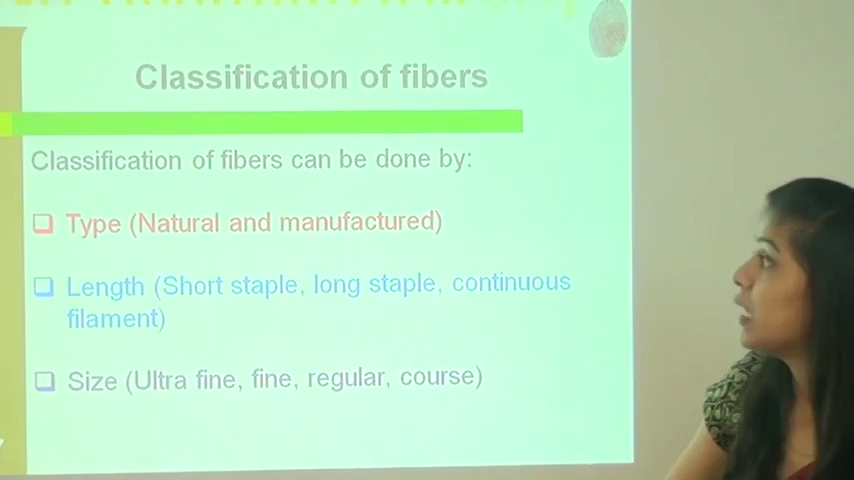 Classification of fibers
Classification of fibers can be done by:
Type (Natural and manufactured)
Length (Short staple, long staple, continuous
filament)
Size (Ultra fine, fine, regular, course)